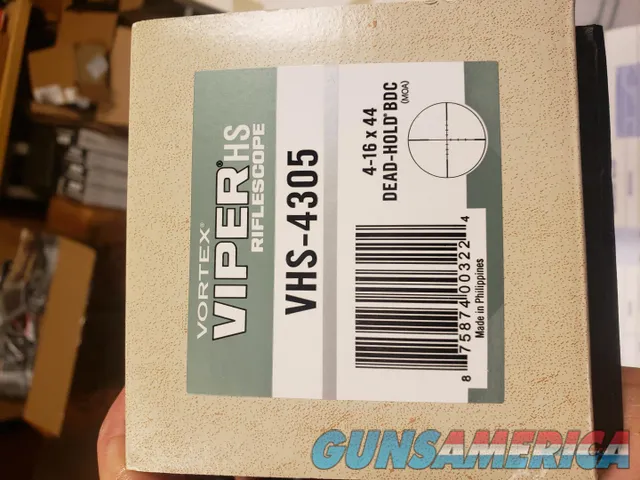 VORTEX®
VIPER® HS
RIFLESCOPE
VHS-4305
4-16 x 44
DEAD-HOLD® BDC
(MOA)
8 75874 00322 4
Made in Philippines
GUNSAMERICA